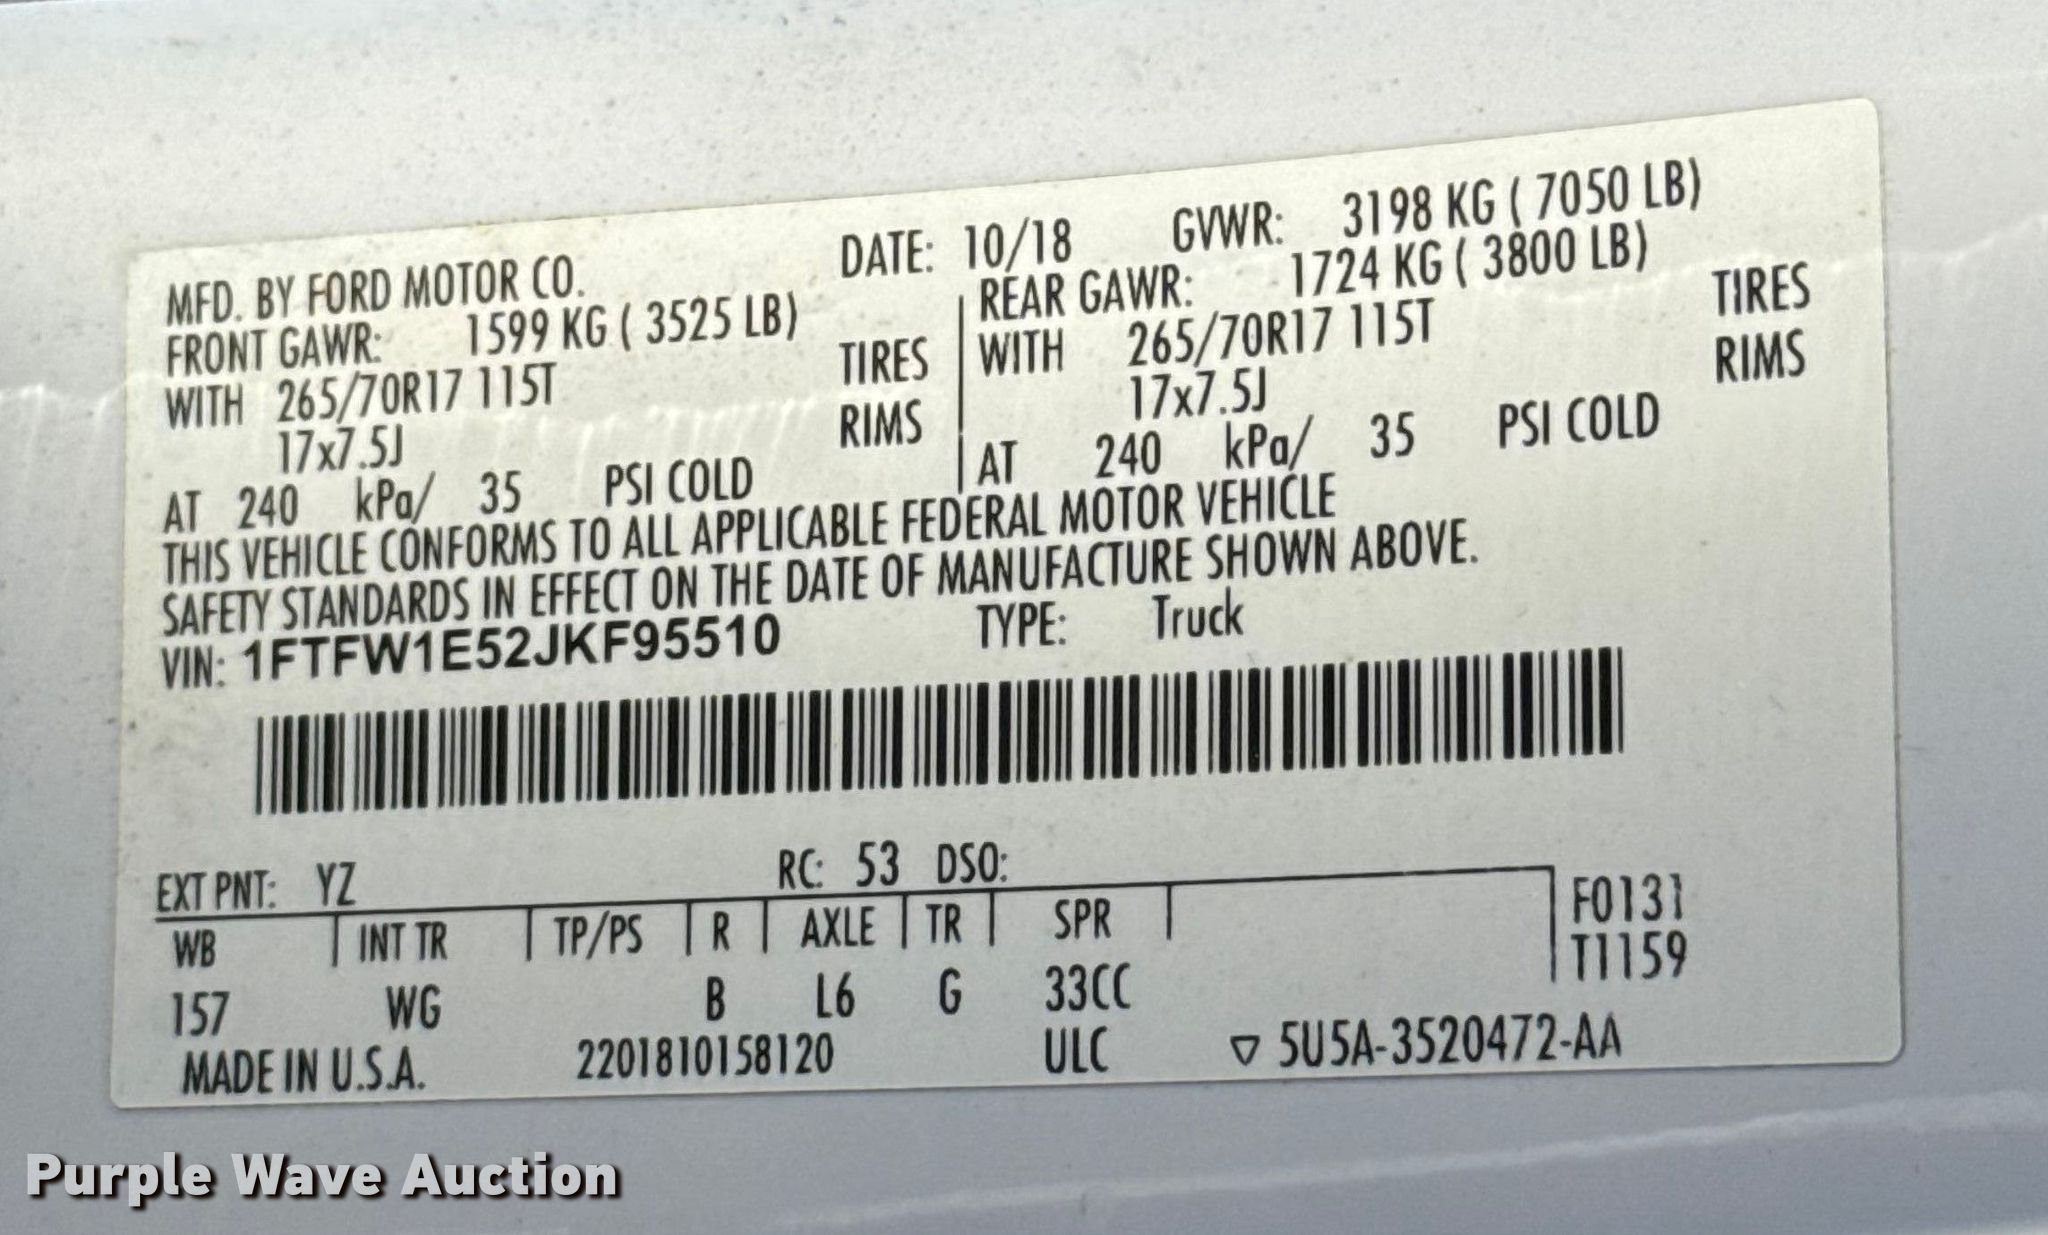 MFD. BY FORD MOTOR CO. DATE: 10/18 GVWR: 3198 KG ( 7050 LB)
FRONT GAWR: 1599 KG ( 3525 LB) REAR GAWR: 1724 KG ( 3800 LB)
WITH 265/70R17 115T TIRES WITH 265/70R17 115T TIRES
17x7.5J RIMS 17x7.5J RIMS
AT 240 kPa/ 35 PSI COLD AT 240 kPa/ 35 PSI COLD
THIS VEHICLE CONFORMS TO ALL APPLICABLE FEDERAL MOTOR VEHICLE
SAFETY STANDARDS IN EFFECT ON THE DATE OF MANUFACTURE SHOWN ABOVE.
VIN: 1FTFW1E52JKF95510 TYPE: Truck
EXT PNT: YZ RC: 53 DSO:
WB INT TR TP/PS R AXLE TR SPR F0131
T1159
157 WG B L6 G 33CC
MADE IN U.S.A. 2201810158120 ULC ▽ 5U5A-3520472-AA
Purple Wave Auction